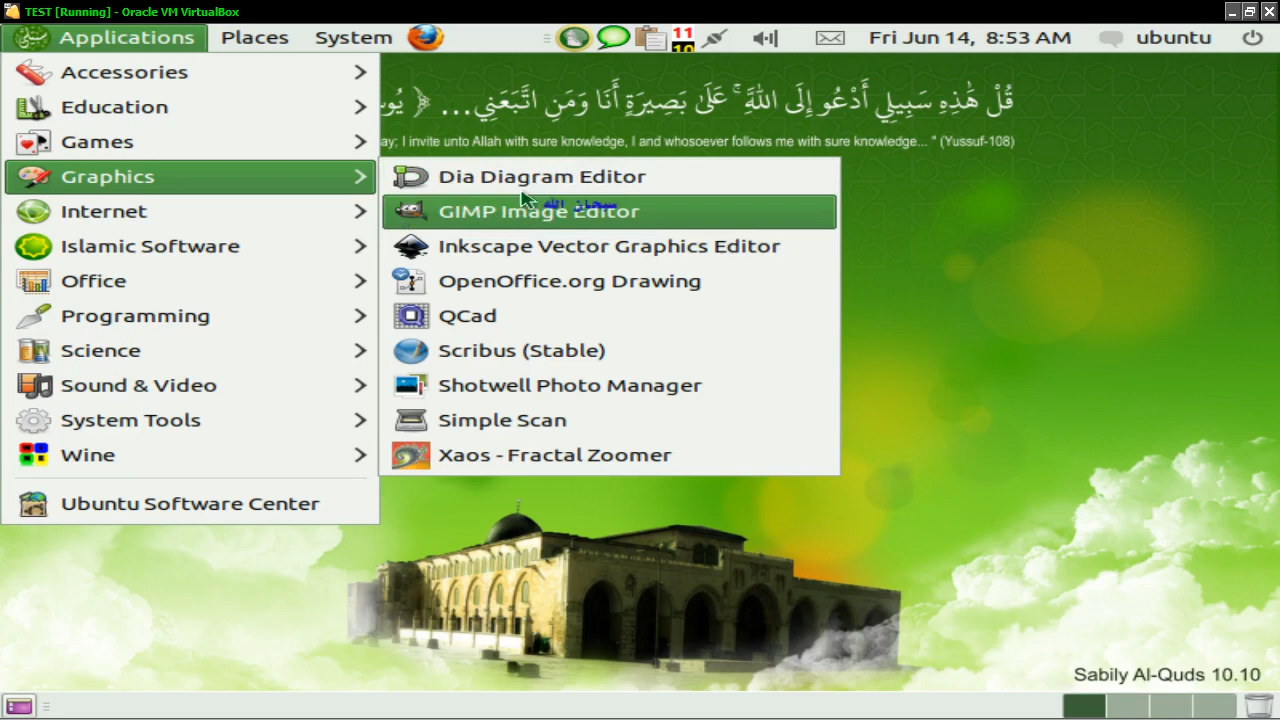 TEST [Running] - Oracle VM VirtualBox
Applications Places System
11
10
Fri Jun 14, 8:53 AM ubuntu
Accessories
Education
Games
Graphics
Internet
Islamic Software
Office
Programming
Science
Sound & Video
System Tools
Wine
Ubuntu Software Center
قُلْ هَٰذِهِ سَبِيلِي أَدْعُو إِلَى اللَّهِ ۚ عَلَىٰ بَصِيرَةٍ أَنَا وَمَنِ اتَّبَعَنِي...
I invite unto Allah with sure knowledge, I and whosoever follows me with sure knowledge... " (Yussuf-108)
Dia Diagram Editor
سبحان الله
GIMP Image Editor
Inkscape Vector Graphics Editor
OpenOffice.org Drawing
QCad
Scribus (Stable)
Shotwell Photo Manager
Simple Scan
Xaos - Fractal Zoomer
Sabily Al-Quds 10.10